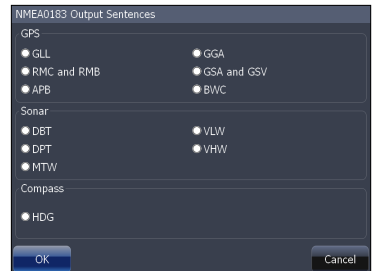 NMEA0183 Output Sentences
GPS
GLL GGA
RMC and RMB GSA and GSV
APB BWC
Sonar
DBT VLW
DPT VHW
MTW
Compass
HDG
OK Cancel